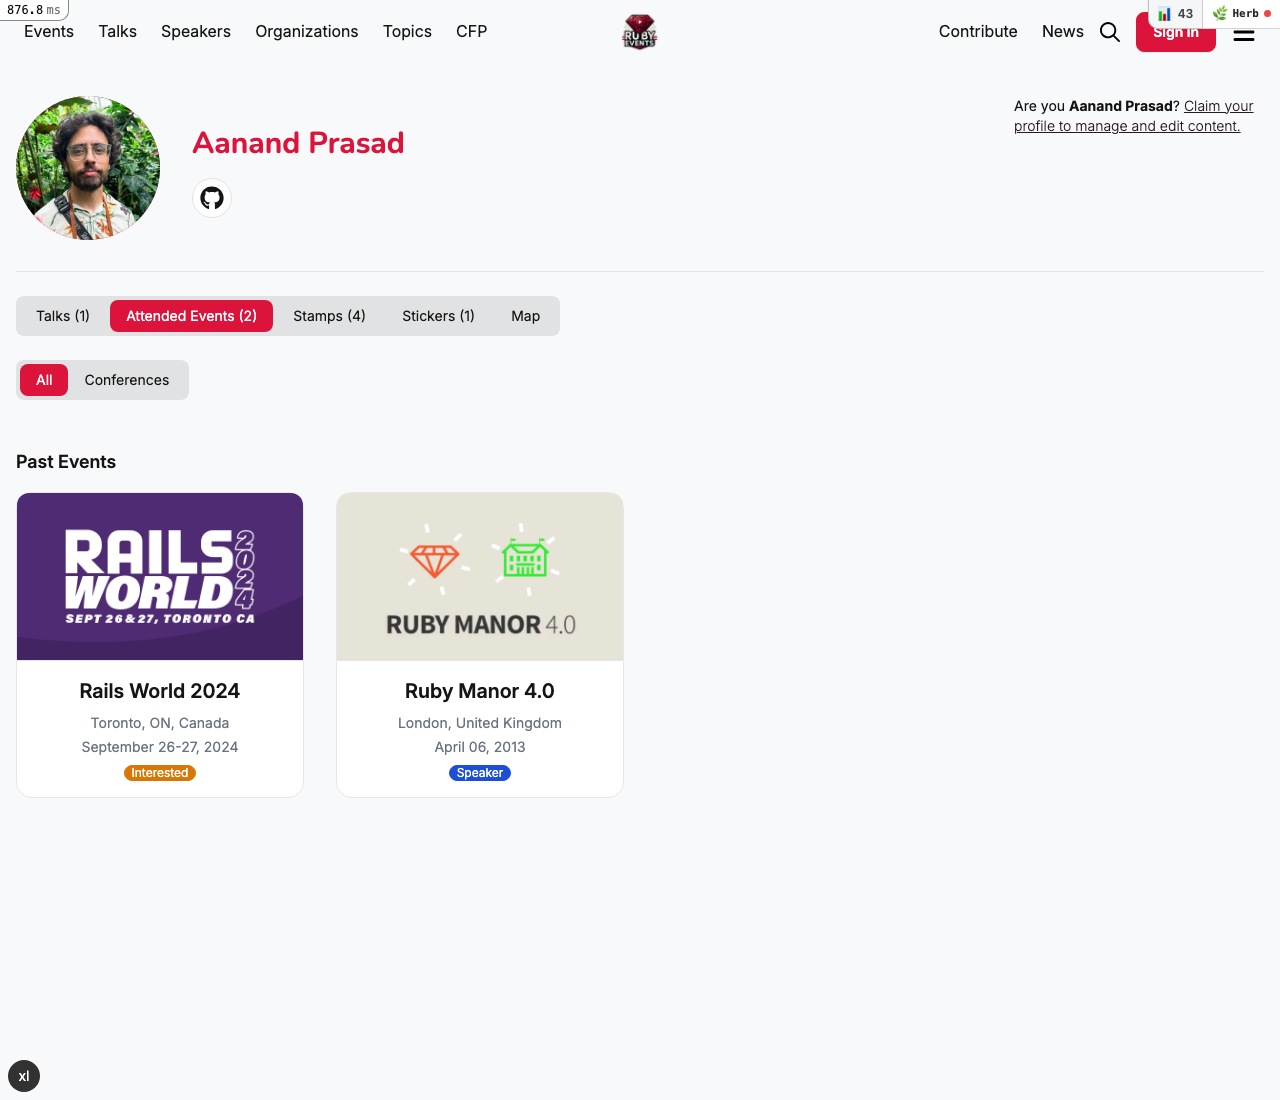 876.8 ms
43
Herb
Events
Talks
Speakers
Organizations
Topics
CFP
RUBY
EVENTS
Contribute
News
Sign in
Aanand Prasad
Are you Aanand Prasad? Claim your
profile to manage and edit content.
Talks (1)
Attended Events (2)
Stamps (4)
Stickers (1)
Map
All
Conferences
Past Events
RAILS
WORLD
2024
SEPT 26 & 27, TORONTO CA
Rails World 2024
Toronto, ON, Canada
September 26-27, 2024
Interested
RUBY MANOR 4.0
Ruby Manor 4.0
London, United Kingdom
April 06, 2013
Speaker
xl